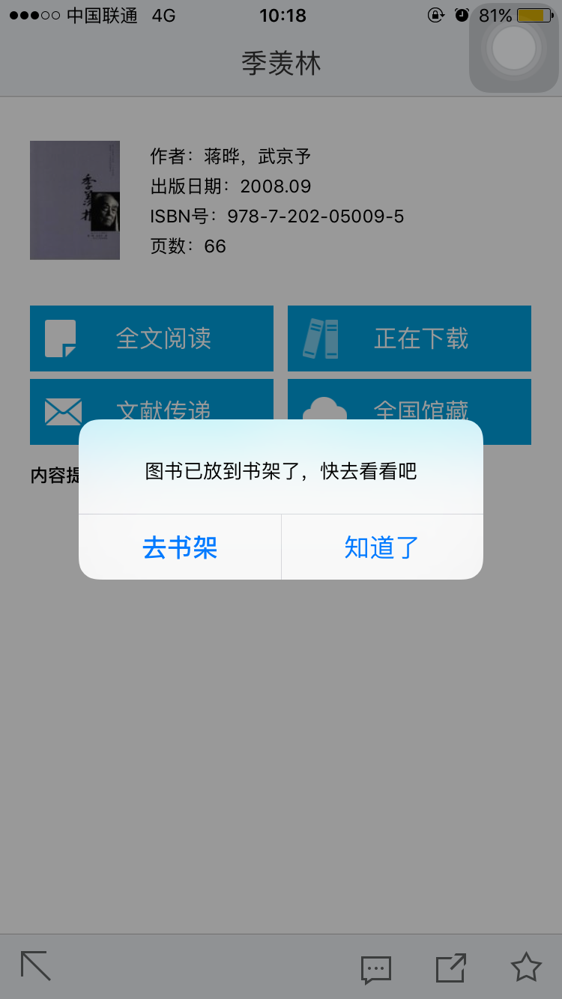 中国联通 4G 10:18 81%
季羡林
季羡林
作者：蒋晔，武京予
出版日期：2008.09
ISBN号：978-7-202-05009-5
页数：66
全文阅读
正在下载
文献传递
全国馆藏
内容提
图书已放到书架了，快去看看吧
去书架
知道了